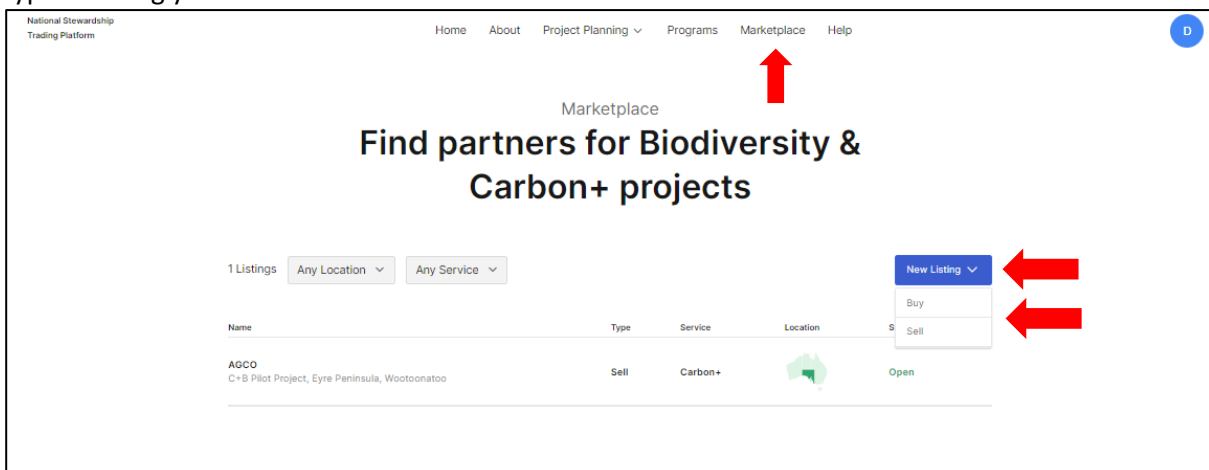 National Stewardship
Trading Platform
Home About Project Planning Programs Marketplace Help
D
Marketplace
Find partners for Biodiversity &
Carbon+ projects
1 Listings Any Location Any Service New Listing
Buy
Sell
Name Type Service Location
AGCO
C+B Pilot Project, Eyre Peninsula, Wootoonatoo
Sell Carbon+ Open